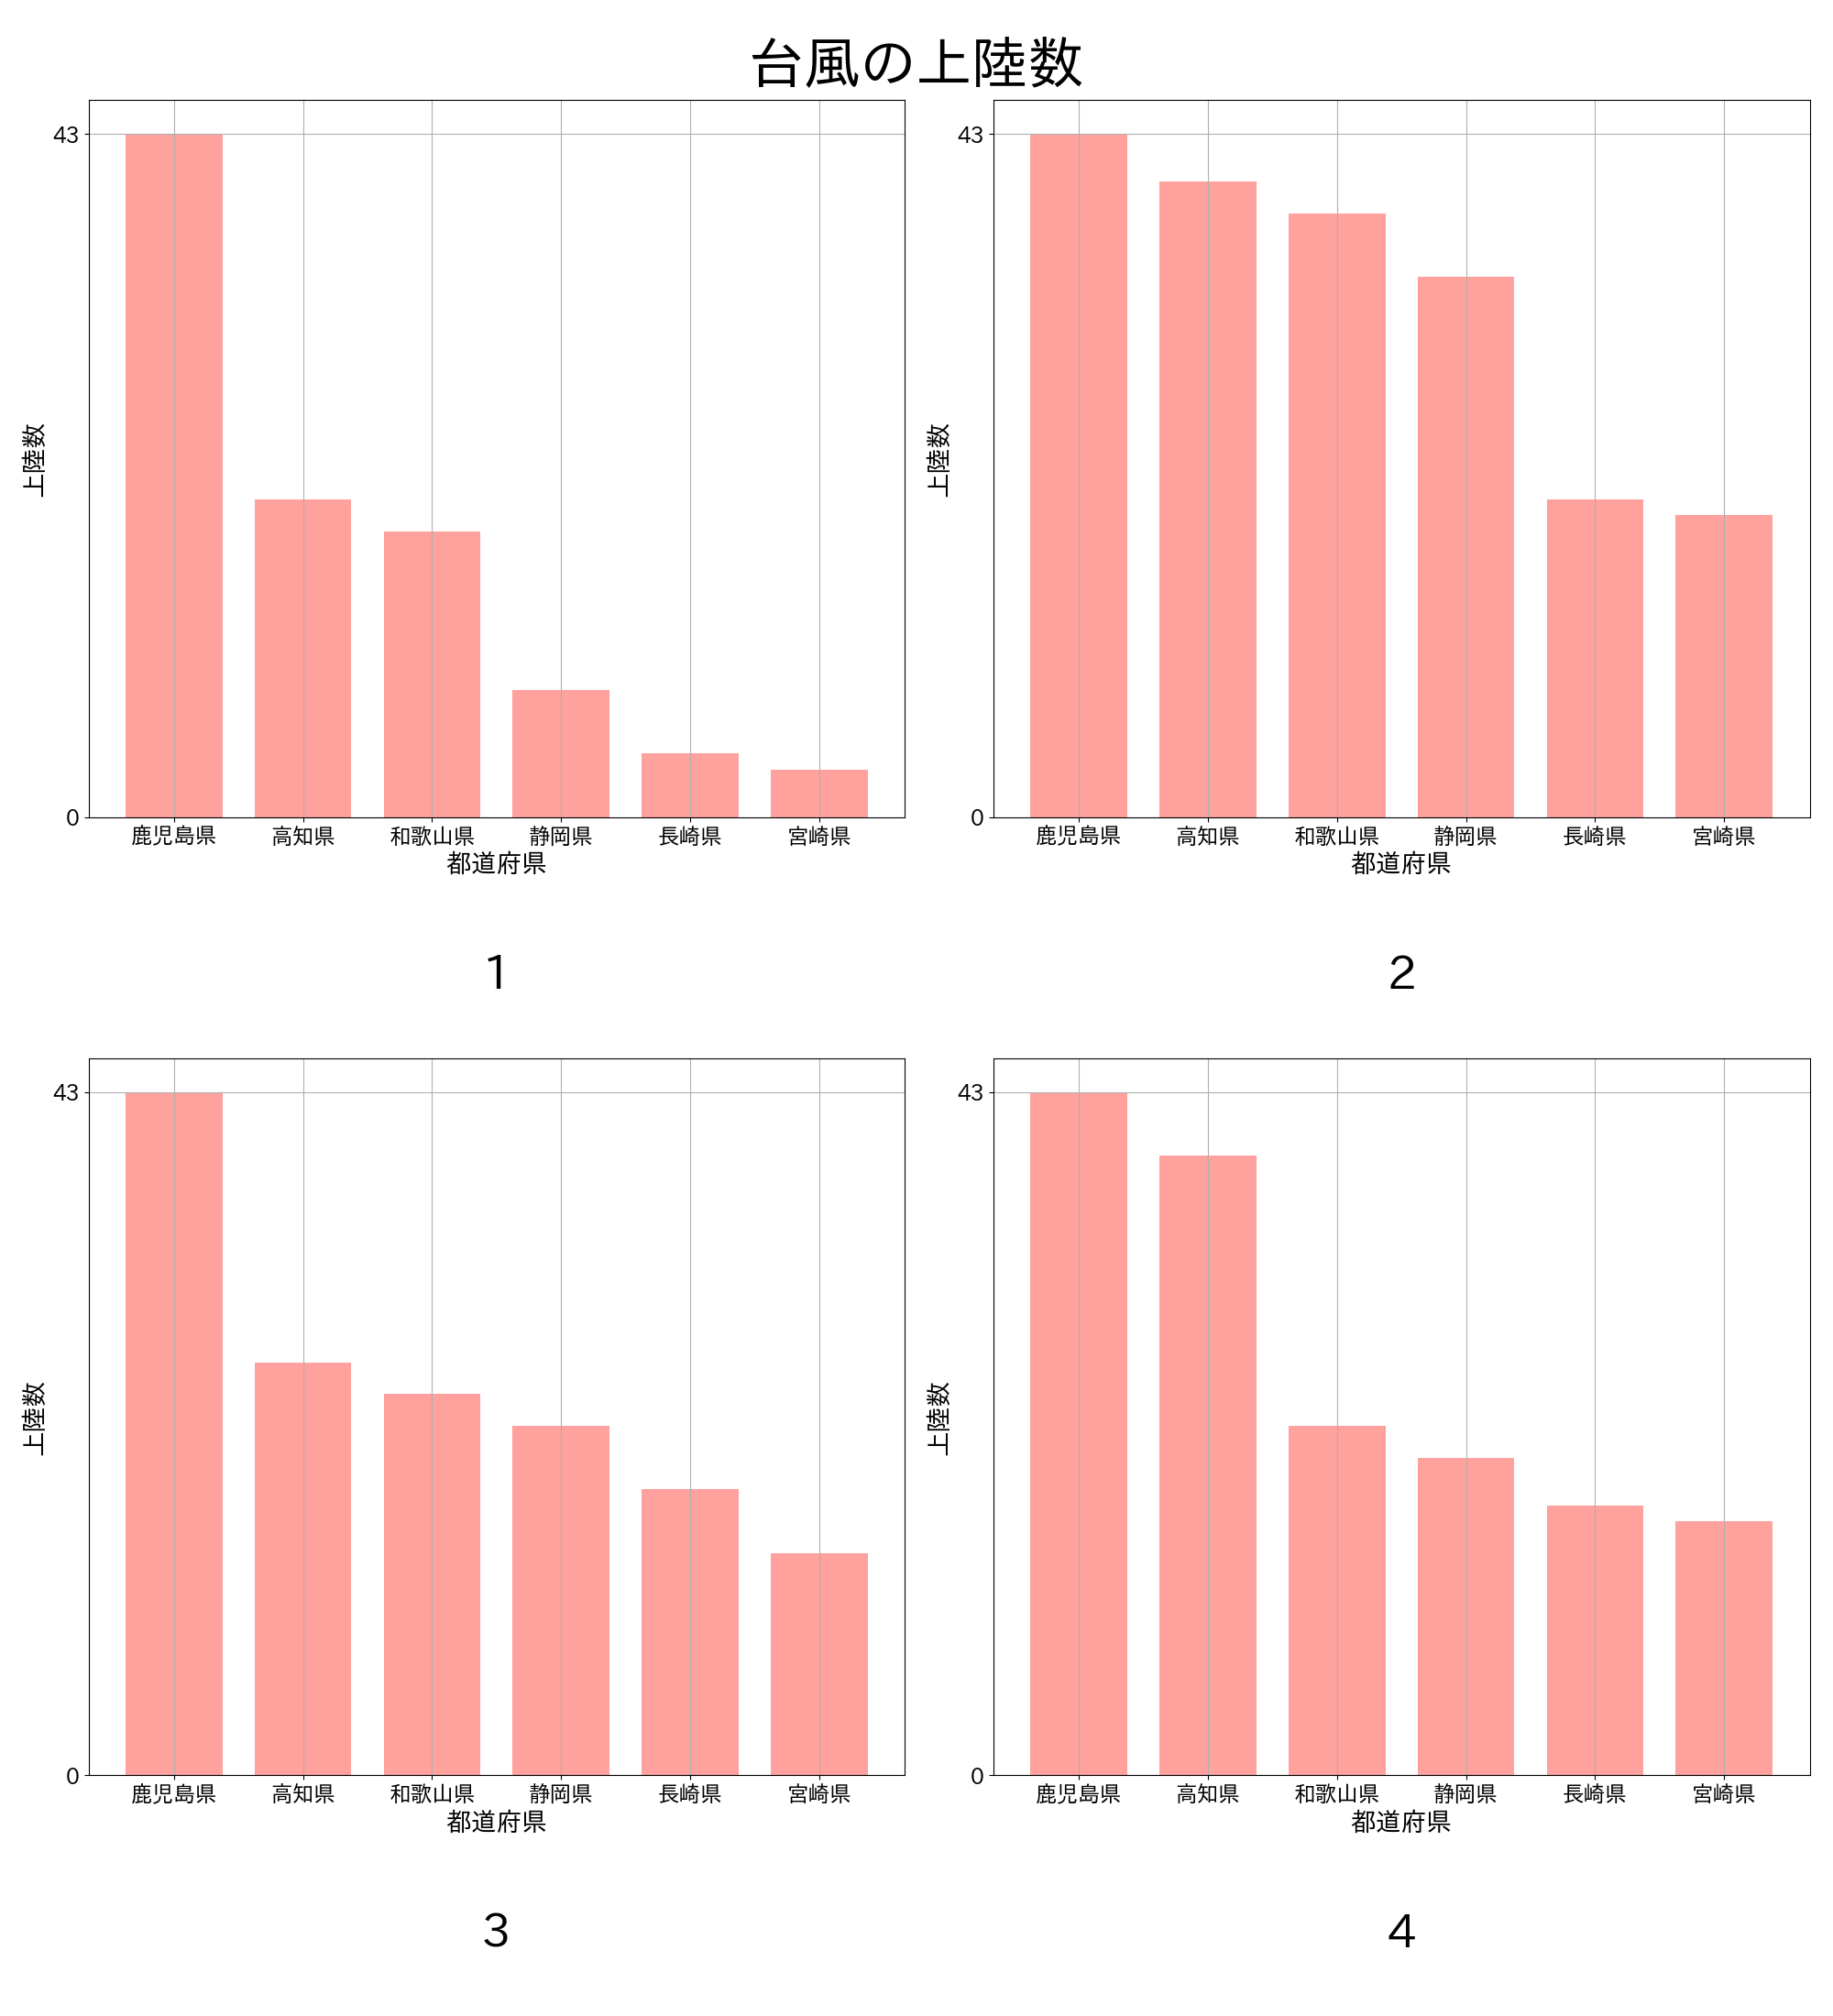 台風の上陸数
43
0
上陸数
鹿児島県 高知県 和歌山県 静岡県 長崎県 宮崎県
都道府県
1
43
0
上陸数
鹿児島県 高知県 和歌山県 静岡県 長崎県 宮崎県
都道府県
2
43
0
上陸数
鹿児島県 高知県 和歌山県 静岡県 長崎県 宮崎県
都道府県
3
43
0
上陸数
鹿児島県 高知県 和歌山県 静岡県 長崎県 宮崎県
都道府県
4